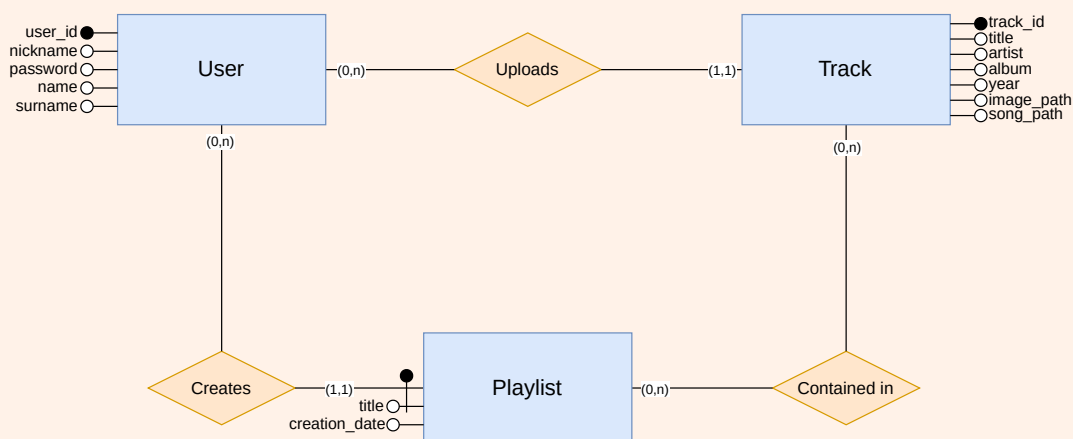 user_id
nickname
password
name
surname
User
(0,n)
Uploads
(1,1)
Track
track_id
title
artist
album
year
image_path
song_path
(0,n)
(0,n)
Creates
(1,1)
title
creation_date
Playlist
(0,n)
Contained in